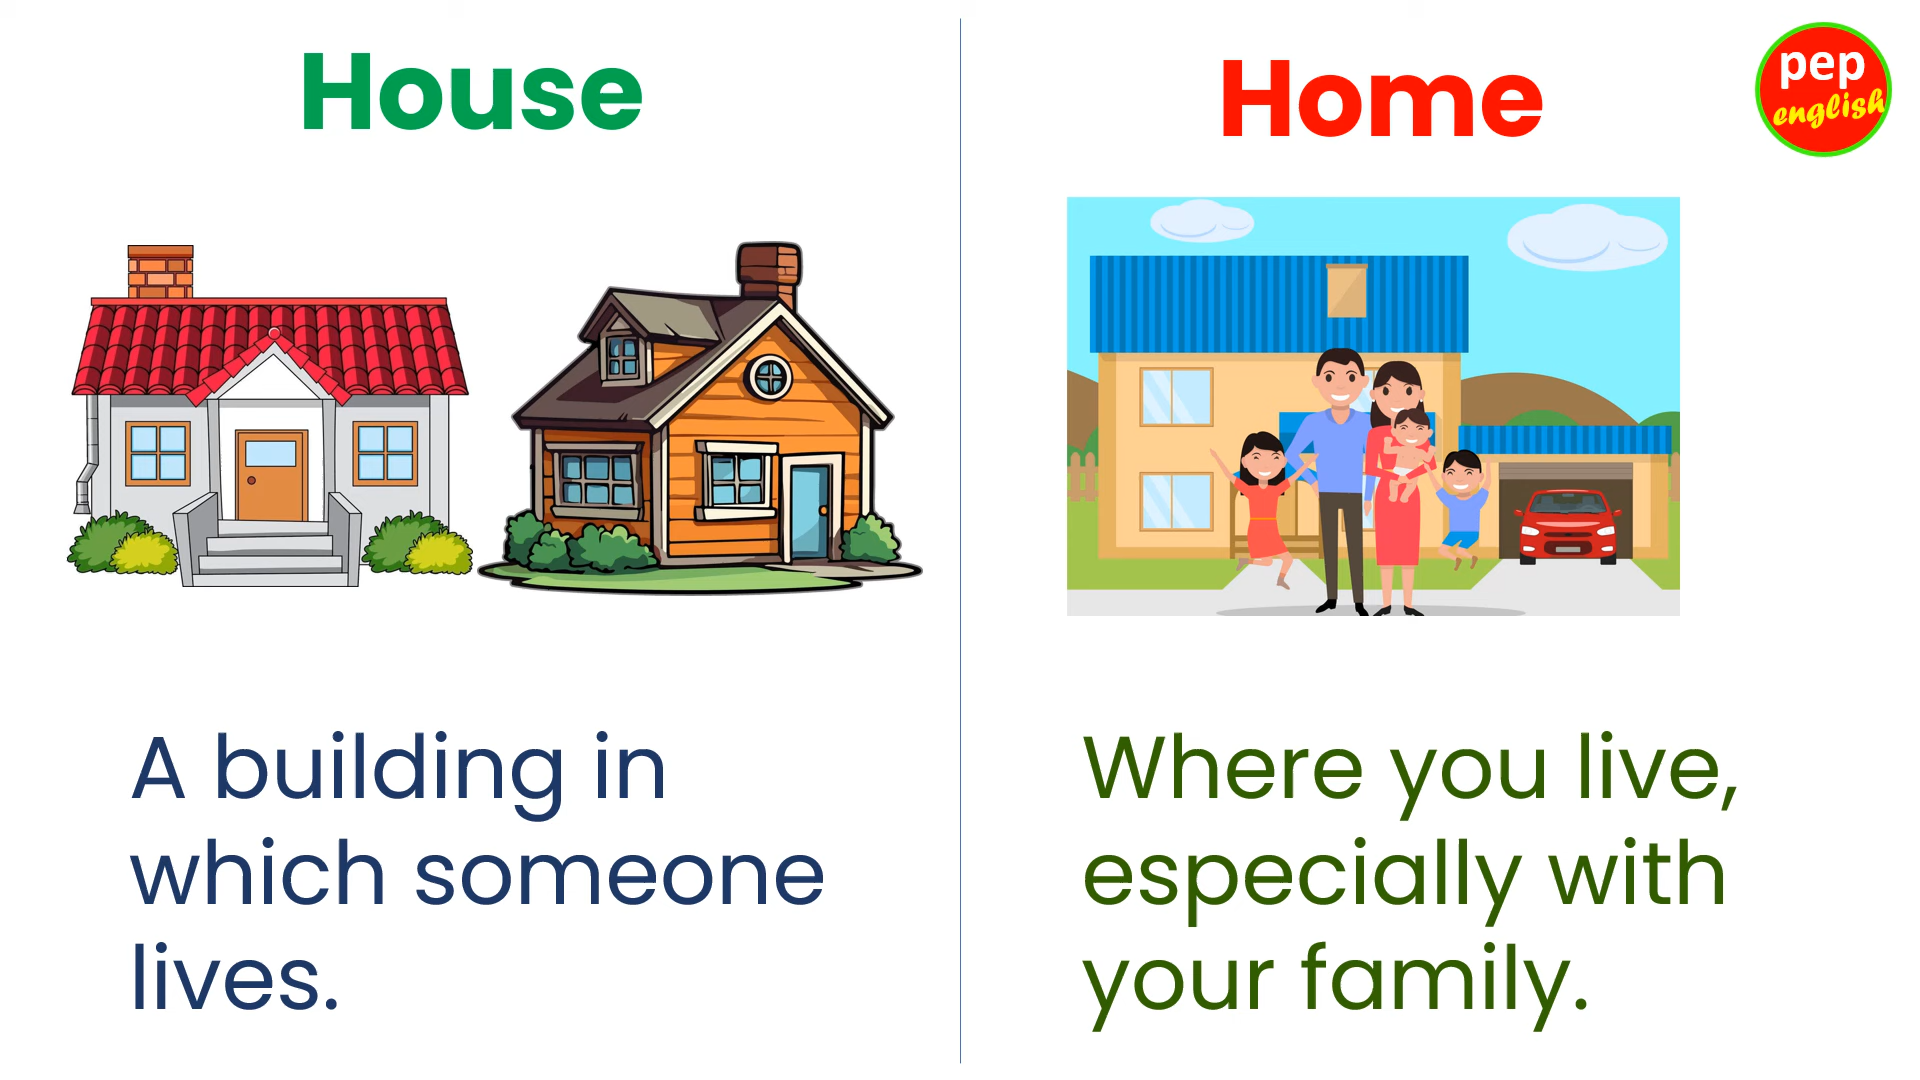 House
A building in
which someone
lives.
Home
Where you live,
especially with
your family.
pep
english